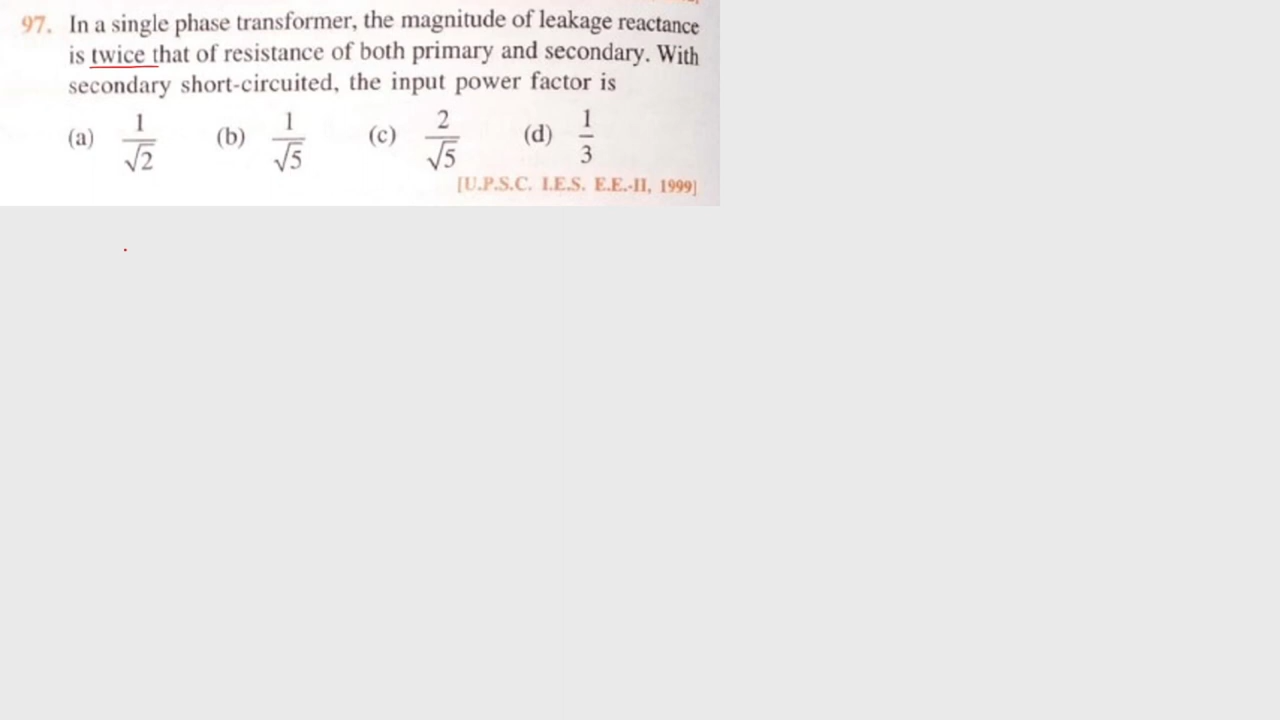 97. In a single phase transformer, the magnitude of leakage reactance
is twice that of resistance of both primary and secondary. With
secondary short-circuited, the input power factor is
(a) 1/√2 (b) 1/√5 (c) 2/√5 (d) 1/3
[U.P.S.C. I.E.S. E.E.-II, 1999]